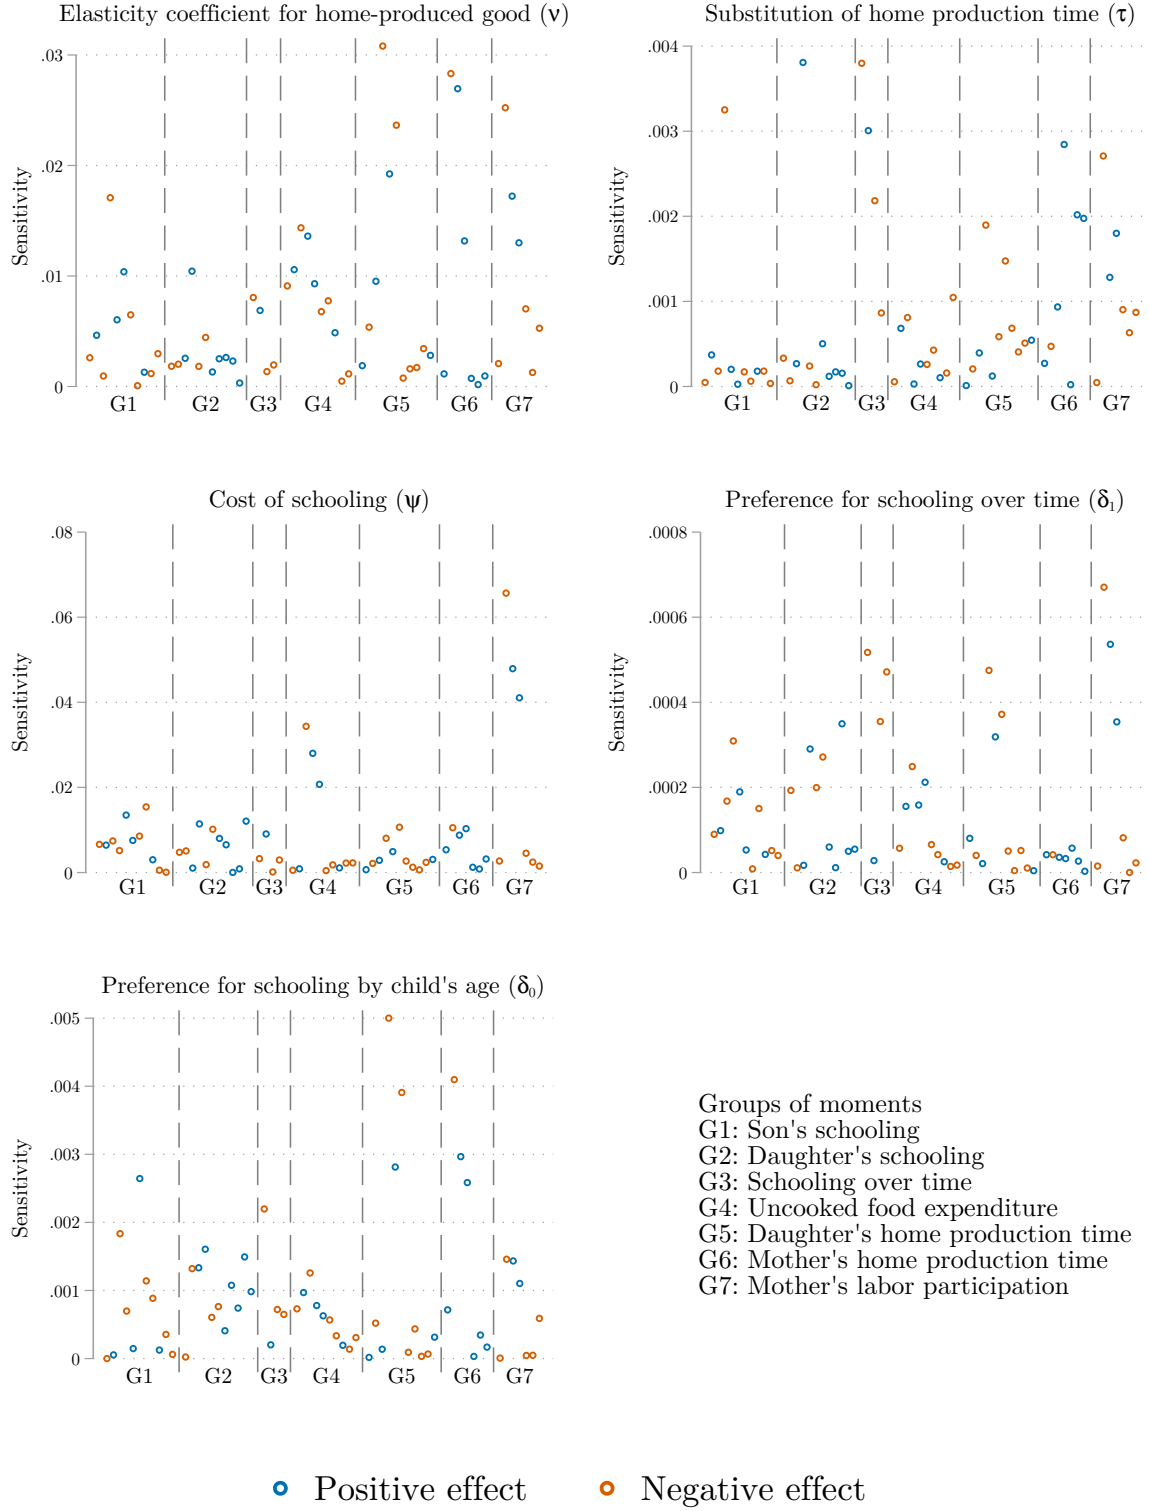 Elasticity coefficient for home-produced good (ν)
Sensitivity
.03
.02
.01
0
G1 G2 G3 G4 G5 G6 G7
Substitution of home production time (τ)
Sensitivity
.004
.003
.002
.001
0
G1 G2 G3 G4 G5 G6 G7
Cost of schooling (ψ)
Sensitivity
.08
.06
.04
.02
0
G1 G2 G3 G4 G5 G6 G7
Preference for schooling over time (δ₁)
Sensitivity
.0008
.0006
.0004
.0002
0
G1 G2 G3 G4 G5 G6 G7
Preference for schooling by child's age (δ₀)
Sensitivity
.005
.004
.003
.002
.001
0
G1 G2 G3 G4 G5 G6 G7
Groups of moments
G1: Son's schooling
G2: Daughter's schooling
G3: Schooling over time
G4: Uncooked food expenditure
G5: Daughter's home production time
G6: Mother's home production time
G7: Mother's labor participation
Positive effect Negative effect